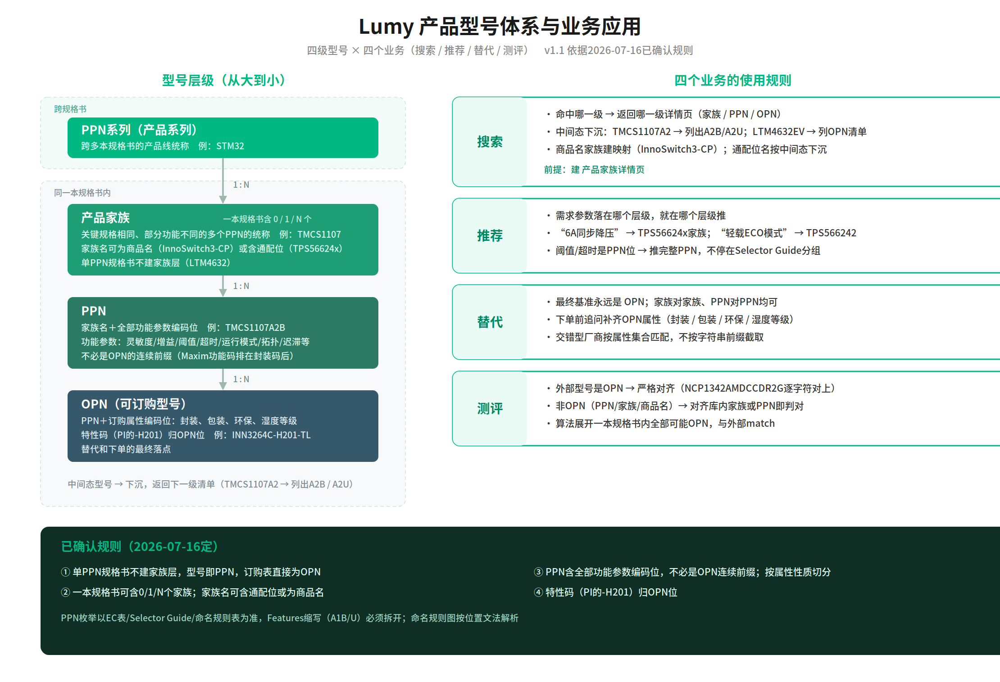 Lumy 产品型号体系与业务应用
四级型号 × 四个业务（搜索 / 推荐 / 替代 / 测评） v1.1 依据2026-07-16已确认规则
型号层级（从大到小）
跨规格书
PPN系列（产品系列）
跨多本规格书的产品线统称 例：STM32
1:N
同一本规格书内
产品家族 一本规格书含 0 / 1 / N 个
关键规格相同、部分功能不同的多个PPN的统称 例：TMCS1107
家族名可为商品名（InnoSwitch3-CP）或含通配位（TPS56624x）
单PPN规格书不建家族层（LTM4632）
1:N
PPN
家族名＋全部功能参数编码位 例：TMCS1107A2B
功能参数：灵敏度/增益/阈值/超时/运行模式/拓扑/迟滞等
不必是OPN的连续前缀（Maxim功能码排在封装码后）
1:N
OPN（可订购型号）
PPN＋订购属性编码位：封装、包装、环保、湿度等级
特性码（PI的-H201）归OPN位 例：INN3264C-H201-TL
替代和下单的最终落点
中间态型号 → 下沉，返回下一级清单（TMCS1107A2 → 列出A2B / A2U）
四个业务的使用规则
搜索
· 命中哪一级 → 返回哪一级详情页（家族 / PPN / OPN）
· 中间态下沉：TMCS1107A2 → 列出A2B/A2U；LTM4632EV → 列OPN清单
· 商品名家族建映射（InnoSwitch3-CP）；通配位名按中间态下沉
前提：建 产品家族详情页
推荐
· 需求参数落在哪个层级，就在哪个层级推
· “6A同步降压” → TPS56624x家族；“轻载ECO模式” → TPS566242
· 阈值/超时是PPN位 → 推完整PPN，不停在Selector Guide分组
替代
· 最终基准永远是 OPN；家族对家族、PPN对PPN均可
· 下单前追问补齐OPN属性（封装 / 包装 / 环保 / 湿度等级）
· 交错型厂商按属性集合匹配，不按字符串前缀截取
测评
· 外部型号是OPN → 严格对齐（NCP1342AMDCCDR2G逐字符对上）
· 非OPN（PPN/家族/商品名）→ 对齐库内家族或PPN即判对
· 算法展开一本规格书内全部可能OPN，与外部match
已确认规则（2026-07-16定）
① 单PPN规格书不建家族层，型号即PPN，订购表直接为OPN
② 一本规格书可含0/1/N个家族；家族名可含通配位或为商品名
③ PPN含全部功能参数编码位，不必是OPN连续前缀；按属性性质切分
④ 特性码（PI的-H201）归OPN位
PPN枚举以EC表/Selector Guide/命名规则表为准，Features缩写（A1B/U）必须拆开；命名规则图按位置文法解析